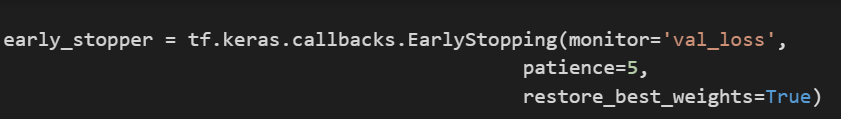 early_stopper = tf.keras.callbacks.EarlyStopping(monitor='val_loss',
                                                 patience=5,
                                                 restore_best_weights=True)